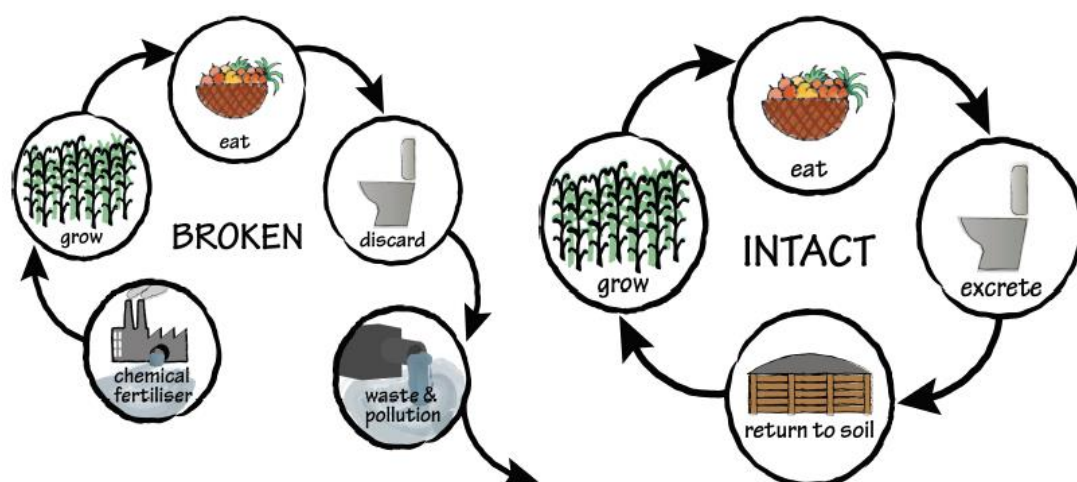 eat
grow
BROKEN
discard
chemical
fertiliser
waste &
pollution
eat
grow
INTACT
excrete
return to soil